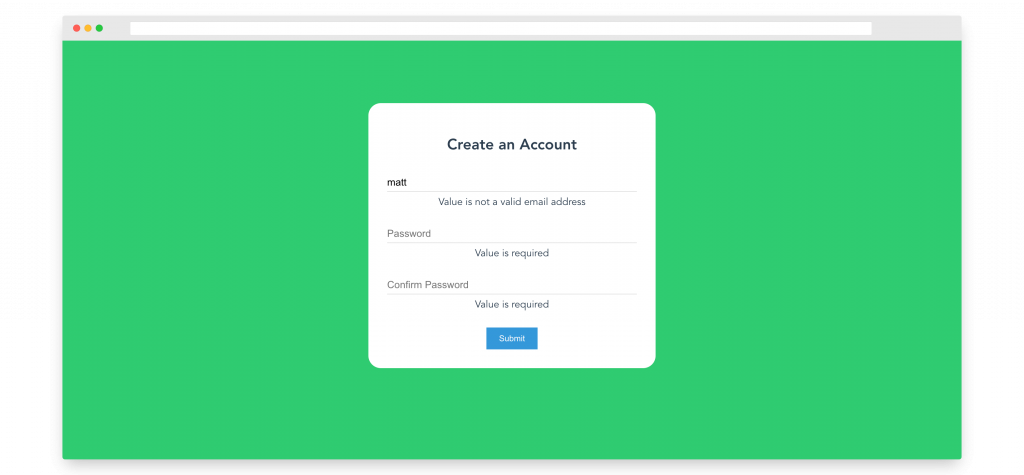 Create an Account
matt
Value is not a valid email address
Password
Value is required
Confirm Password
Value is required
Submit